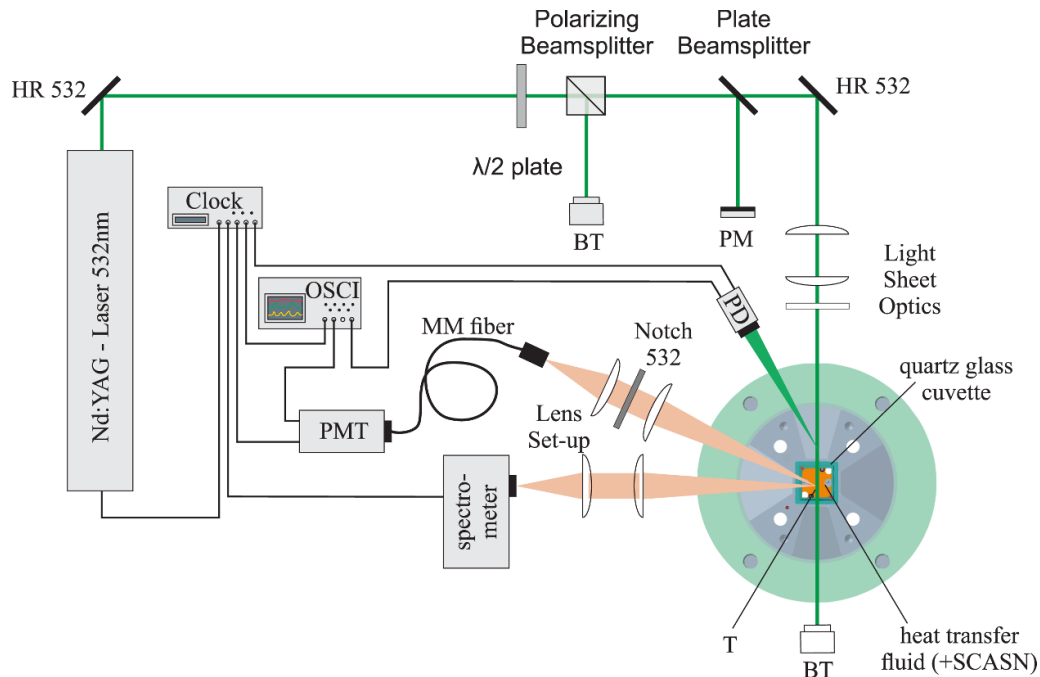 Polarizing
Beamsplitter
Plate
Beamsplitter
HR 532
HR 532
λ/2 plate
BT
PM
Nd:YAG - Laser 532nm
Clock
OSCI
MM fiber
PD
Light
Sheet
Optics
Notch
532
quartz glass
cuvette
Lens
Set-up
PMT
spectro-
meter
T
BT
heat transfer
fluid (+SCASN)